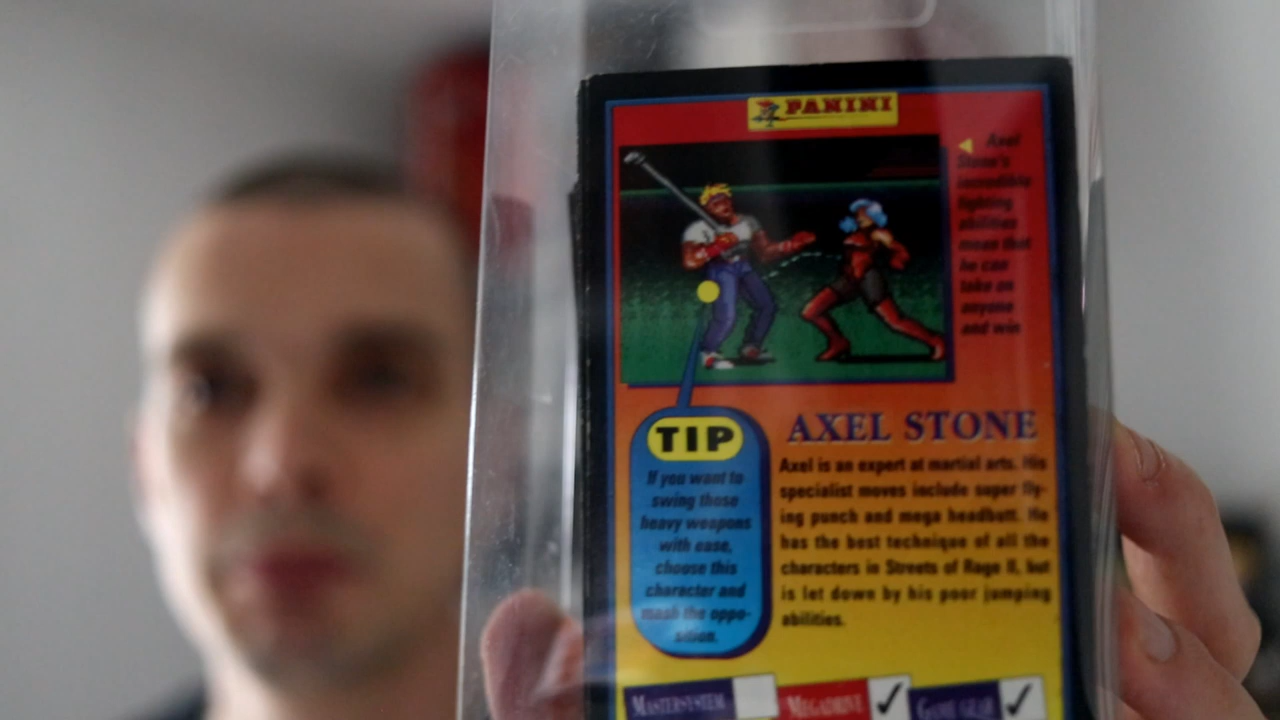 PANINI
Axel
Stone's
incredible
fighting
abilities
mean that
he can
take on
anyone
and win
TIP
If you want to
swing those
heavy weapons
with ease,
choose this
character and
mash the oppo-
sition.
AXEL STONE
Axel is an expert at martial arts. His
specialist moves include super fly-
ing punch and mega headbutt. He
has the best technique of all the
characters in Streets of Rage II, but
is let down by his poor jumping
abilities.
MASTERSYSTEM
MEGADRIVE
GAME GEAR